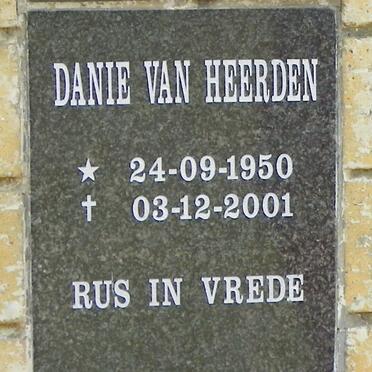 DANIE VAN HEERDEN
★ 24-09-1950
✝ 03-12-2001
RUS IN VREDE